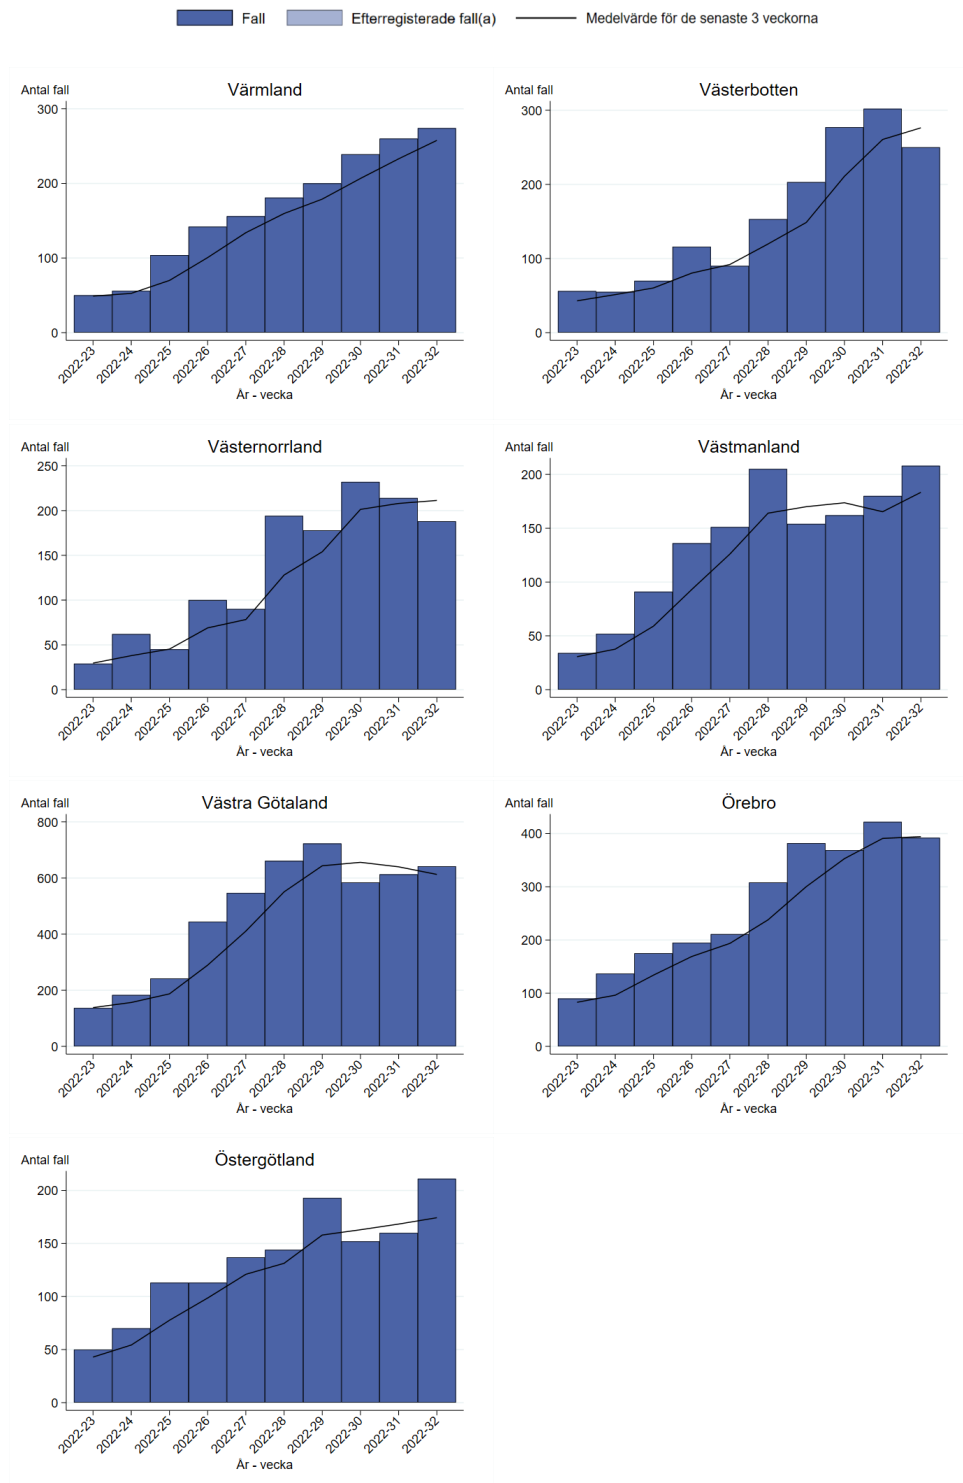 Fall Efterregisterade fall(a) Medelvärde för de senaste 3 veckorna
Antal fall
Värmland
300
200
100
0
2022-23 2022-24 2022-25 2022-26 2022-27 2022-28 2022-29 2022-30 2022-31 2022-32
År - vecka
Antal fall
Västerbotten
300
200
100
0
2022-23 2022-24 2022-25 2022-26 2022-27 2022-28 2022-29 2022-30 2022-31 2022-32
År - vecka
Antal fall
Västernorrland
250
200
150
100
50
0
2022-23 2022-24 2022-25 2022-26 2022-27 2022-28 2022-29 2022-30 2022-31 2022-32
År - vecka
Antal fall
Västmanland
200
150
100
50
0
2022-23 2022-24 2022-25 2022-26 2022-27 2022-28 2022-29 2022-30 2022-31 2022-32
År - vecka
Antal fall
Västra Götaland
800
600
400
200
0
2022-23 2022-24 2022-25 2022-26 2022-27 2022-28 2022-29 2022-30 2022-31 2022-32
År - vecka
Antal fall
Örebro
400
300
200
100
0
2022-23 2022-24 2022-25 2022-26 2022-27 2022-28 2022-29 2022-30 2022-31 2022-32
År - vecka
Antal fall
Östergötland
200
150
100
50
0
2022-23 2022-24 2022-25 2022-26 2022-27 2022-28 2022-29 2022-30 2022-31 2022-32
År - vecka